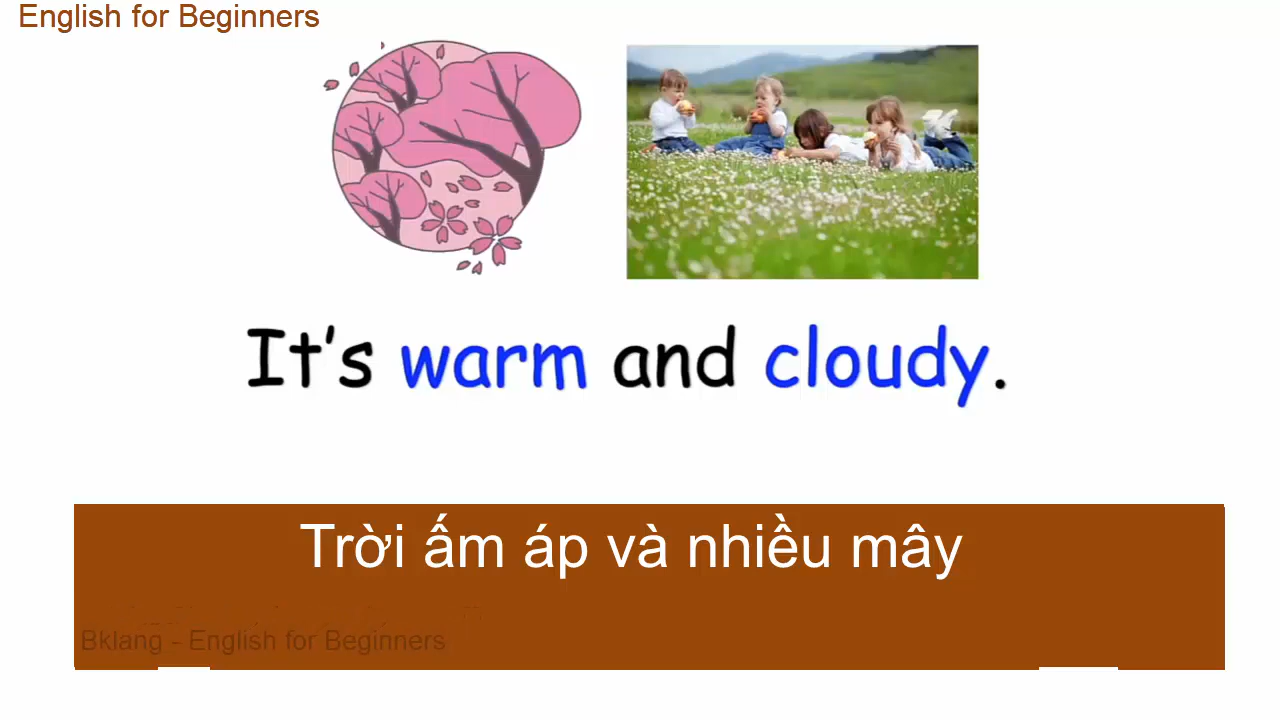 English for Beginners
It's warm and cloudy.
Trời ấm áp và nhiều mây
Bklang - English for Beginners